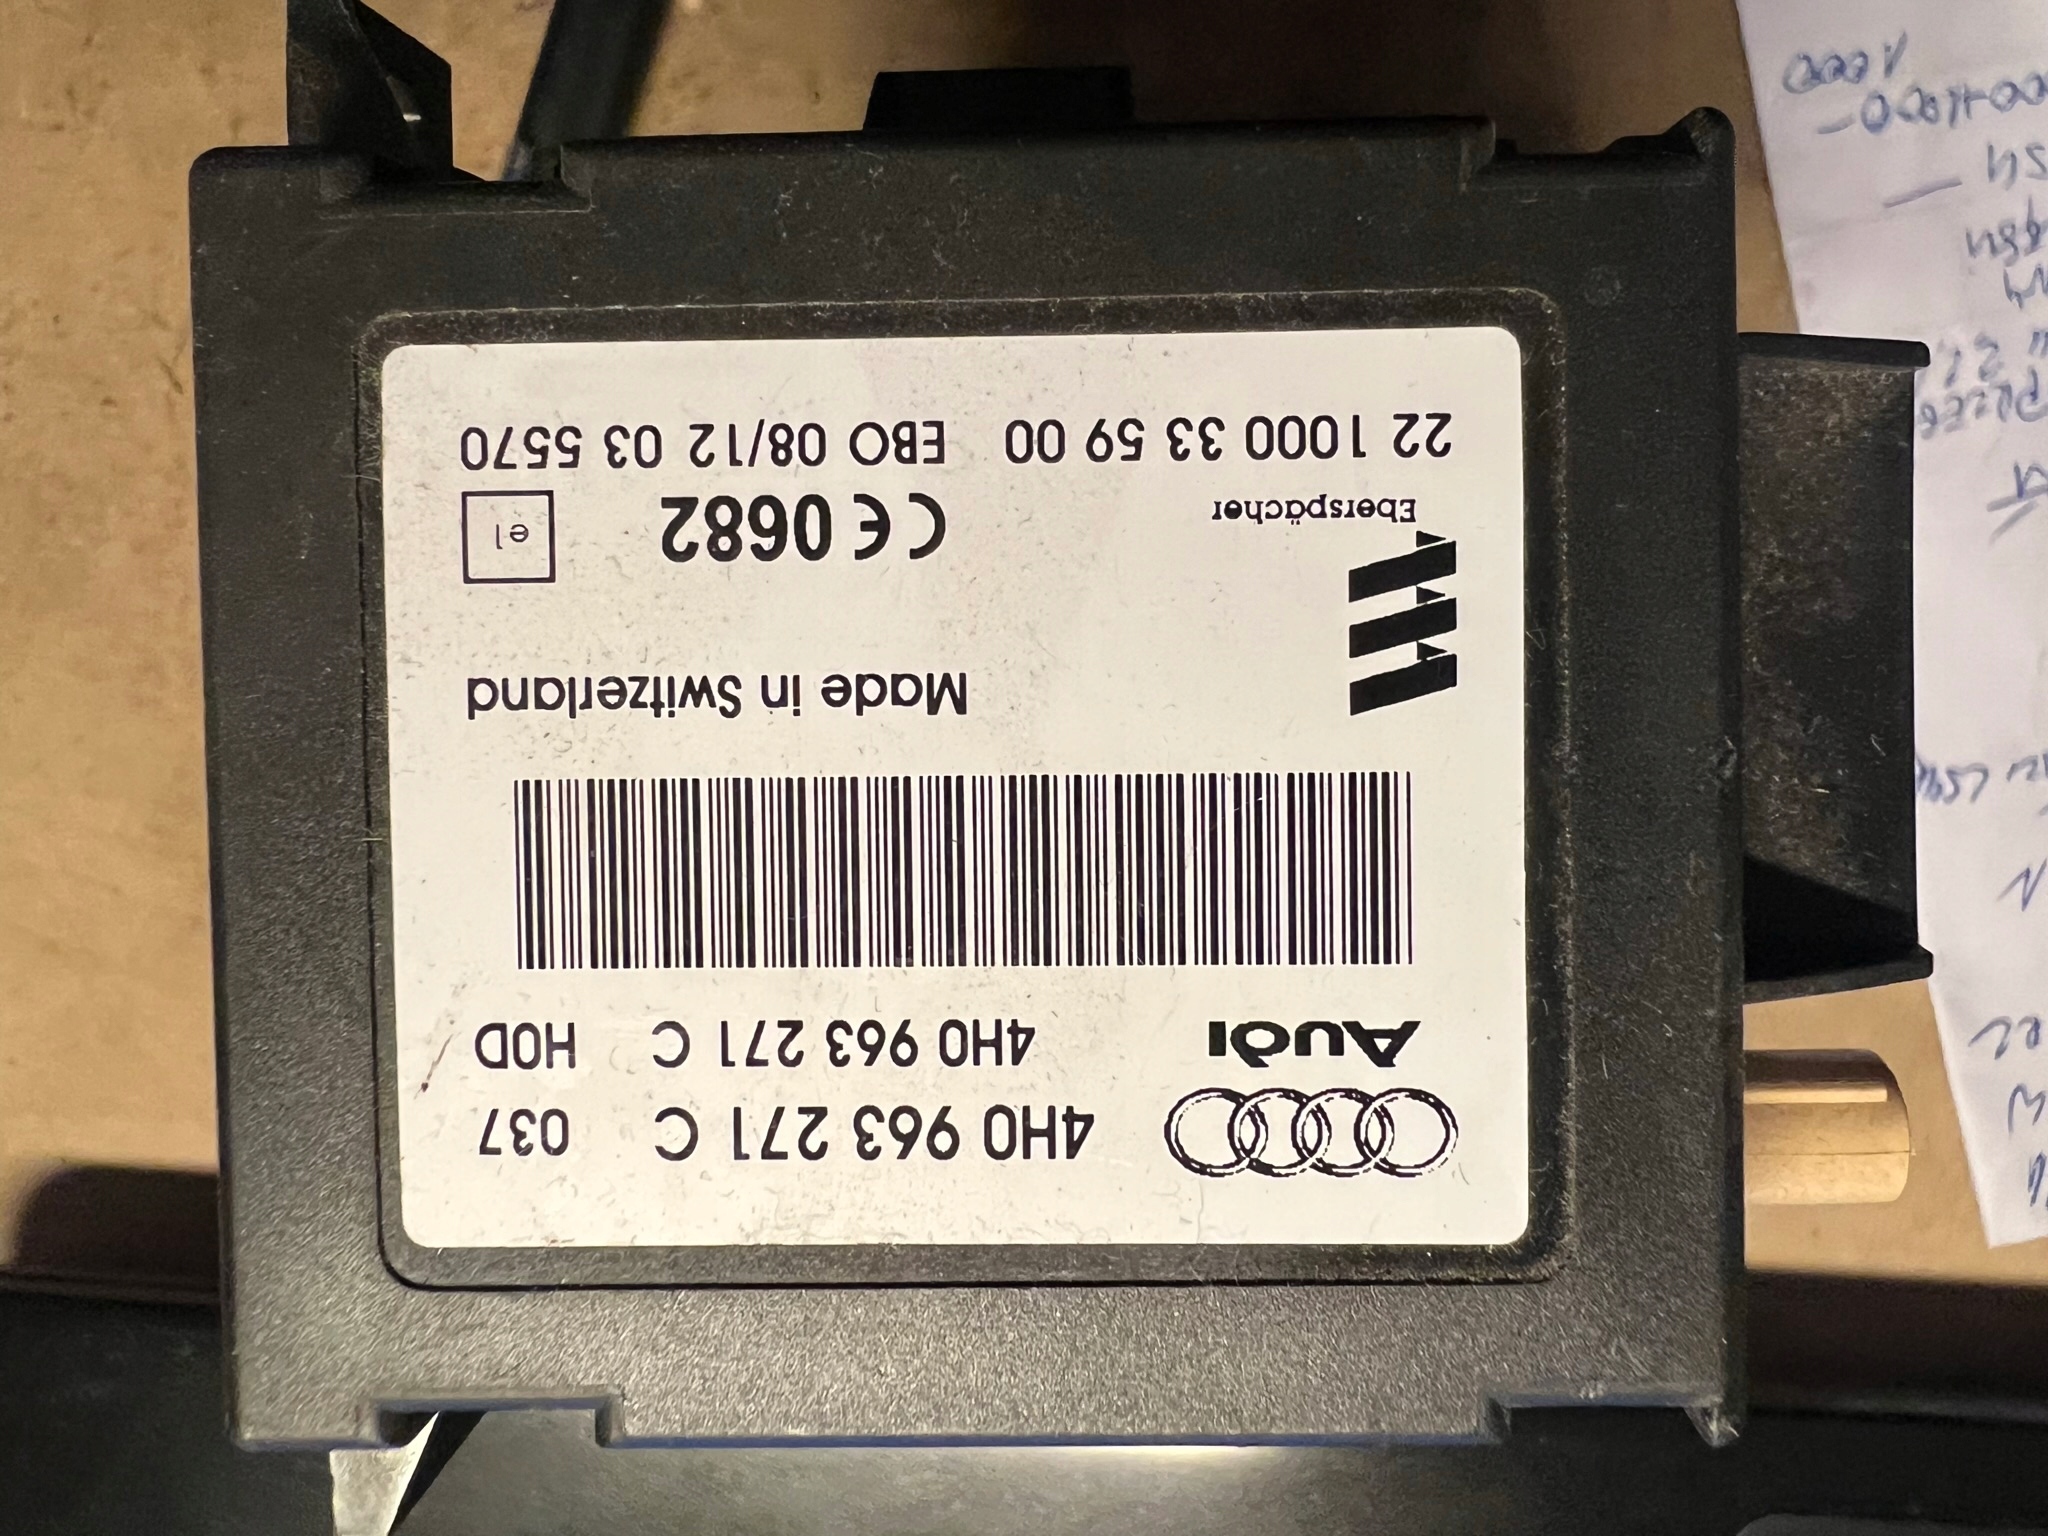 4H0 963 271 C 037
Audi 4H0 963 271 C H0D
Made in Switzerland
Eberspächer
CE 0682 e1
22 1000 33 59 00 EBO 08/12 03 5570
1000